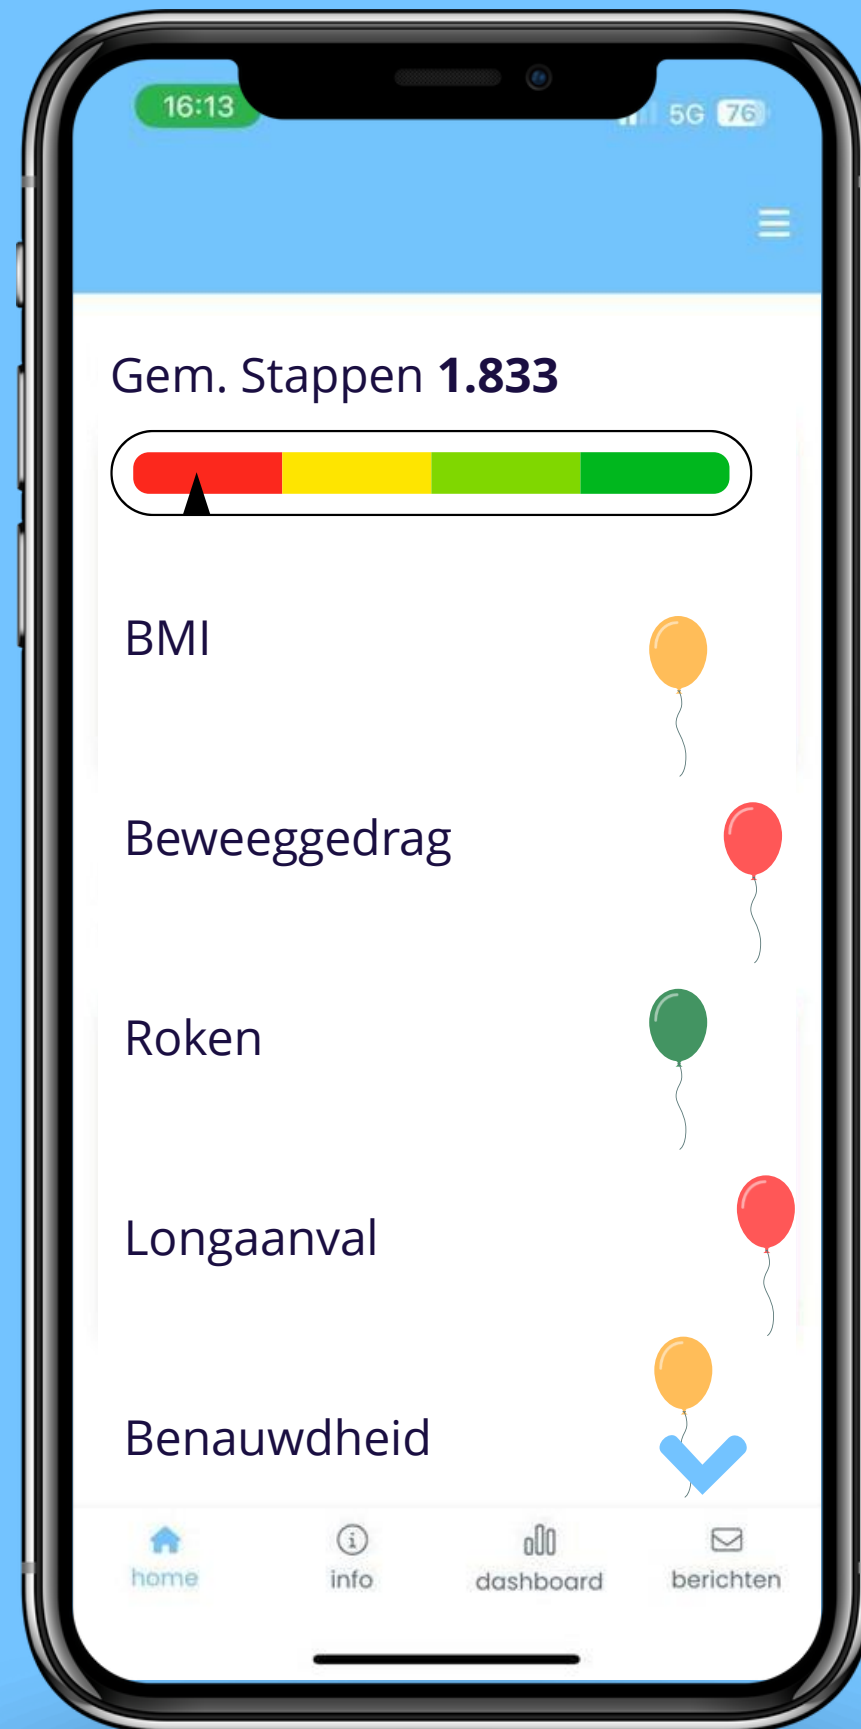 16:13
5G 76
Gem. Stappen 1.833
BMI
Beweeggedrag
Roken
Longaanval
Benauwdheid
home info dashboard berichten